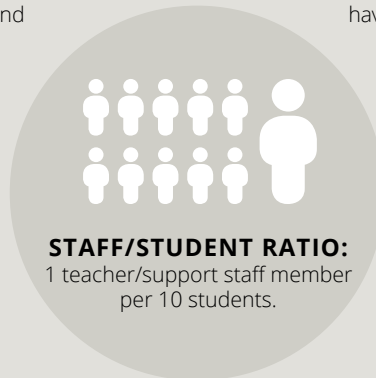 nd
hav
STAFF/STUDENT RATIO:
1 teacher/support staff member
per 10 students.